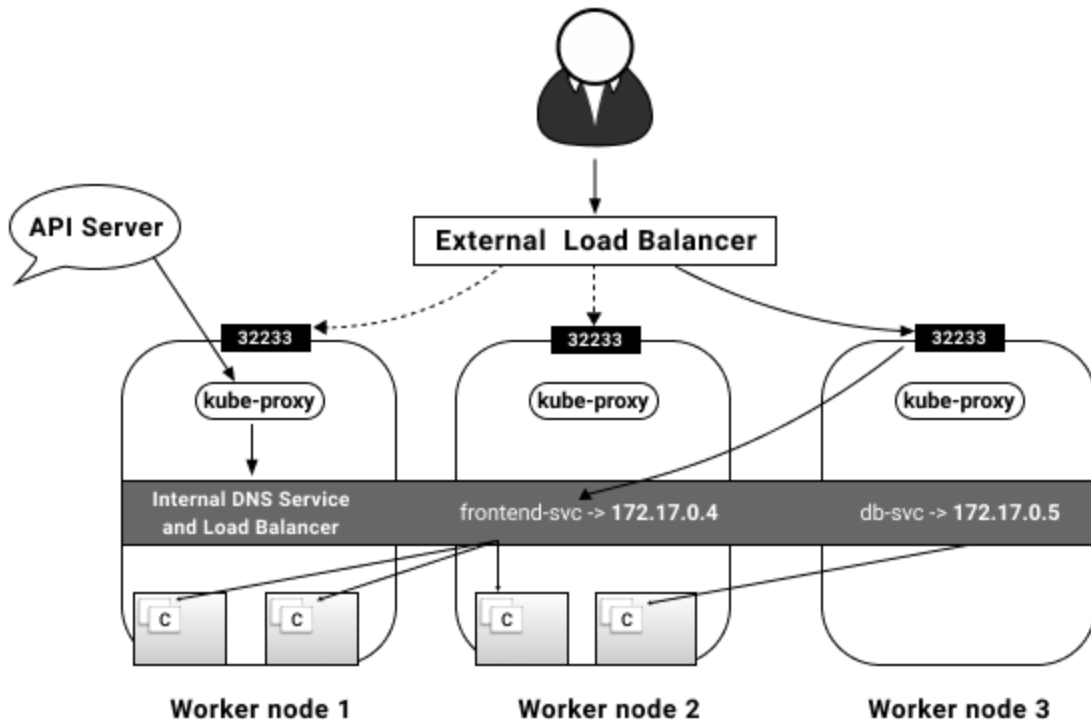 API Server
External Load Balancer
32233
32233
32233
kube-proxy
kube-proxy
kube-proxy
Internal DNS Service
and Load Balancer
frontend-svc -> 172.17.0.4
db-svc -> 172.17.0.5
C
C
C
C
Worker node 1
Worker node 2
Worker node 3